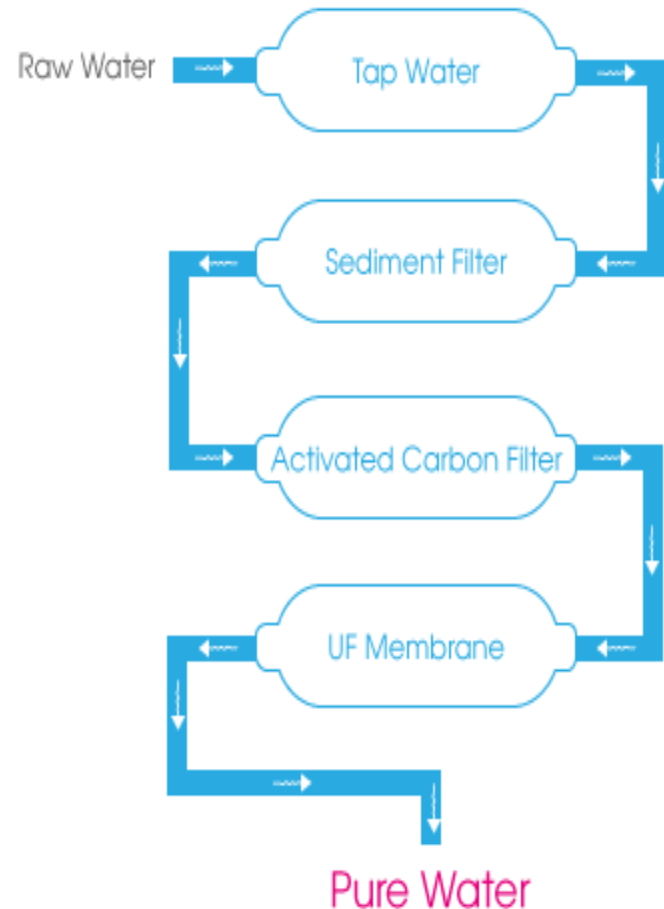 Raw Water
Tap Water
Sediment Filter
Activated Carbon Filter
UF Membrane
Pure Water